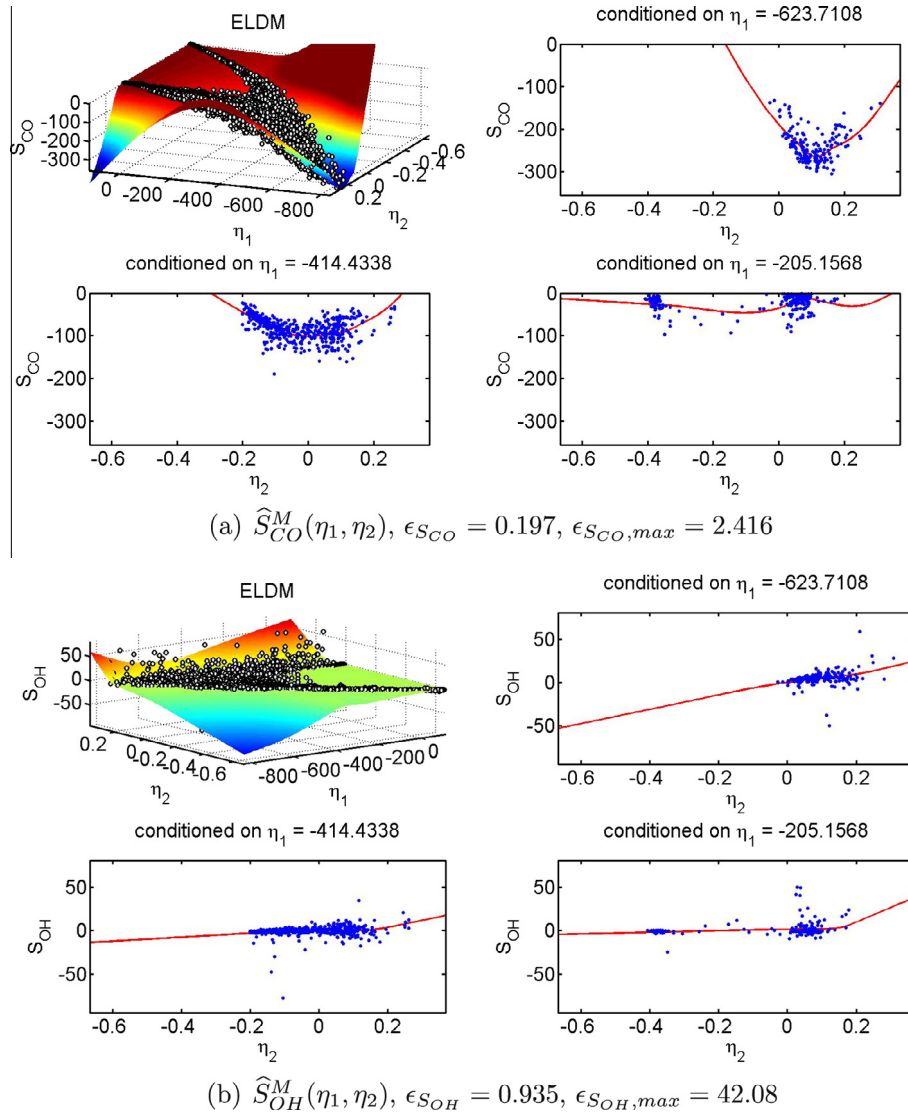 ELDM
S_CO
0
-100
-200
-300
0 -200 -400 -600 -800
η_1
0.2 0 -0.2 -0.4 -0.6
η_2
conditioned on η_1 = -623.7108
S_CO
0
-100
-200
-300
-0.6 -0.4 -0.2 0 0.2
η_2
conditioned on η_1 = -414.4338
S_CO
0
-100
-200
-300
-0.6 -0.4 -0.2 0 0.2
η_2
conditioned on η_1 = -205.1568
S_CO
0
-100
-200
-300
-0.6 -0.4 -0.2 0 0.2
η_2
(a) Ŝ^M_CO(η_1, η_2), ϵ_{S_CO} = 0.197, ϵ_{S_CO,max} = 2.416
ELDM
S_OH
50
0
-50
0.2 0 -0.2 -0.4 -0.6
η_2
-800 -600 -400 -200 0
η_1
conditioned on η_1 = -623.7108
S_OH
50
0
-50
-0.6 -0.4 -0.2 0 0.2
η_2
conditioned on η_1 = -414.4338
S_OH
50
0
-50
-0.6 -0.4 -0.2 0 0.2
η_2
conditioned on η_1 = -205.1568
S_OH
50
0
-50
-0.6 -0.4 -0.2 0 0.2
η_2
(b) Ŝ^M_OH(η_1, η_2), ϵ_{S_OH} = 0.935, ϵ_{S_OH,max} = 42.08